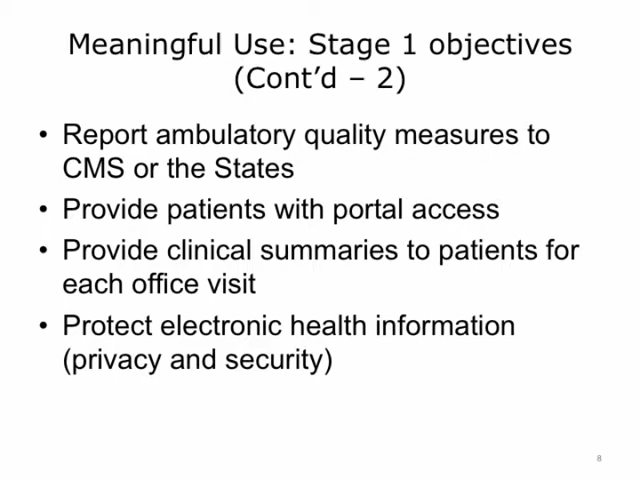 Meaningful Use: Stage 1 objectives
(Cont’d – 2)
• Report ambulatory quality measures to
CMS or the States
• Provide patients with portal access
• Provide clinical summaries to patients for
each office visit
• Protect electronic health information
(privacy and security)
8